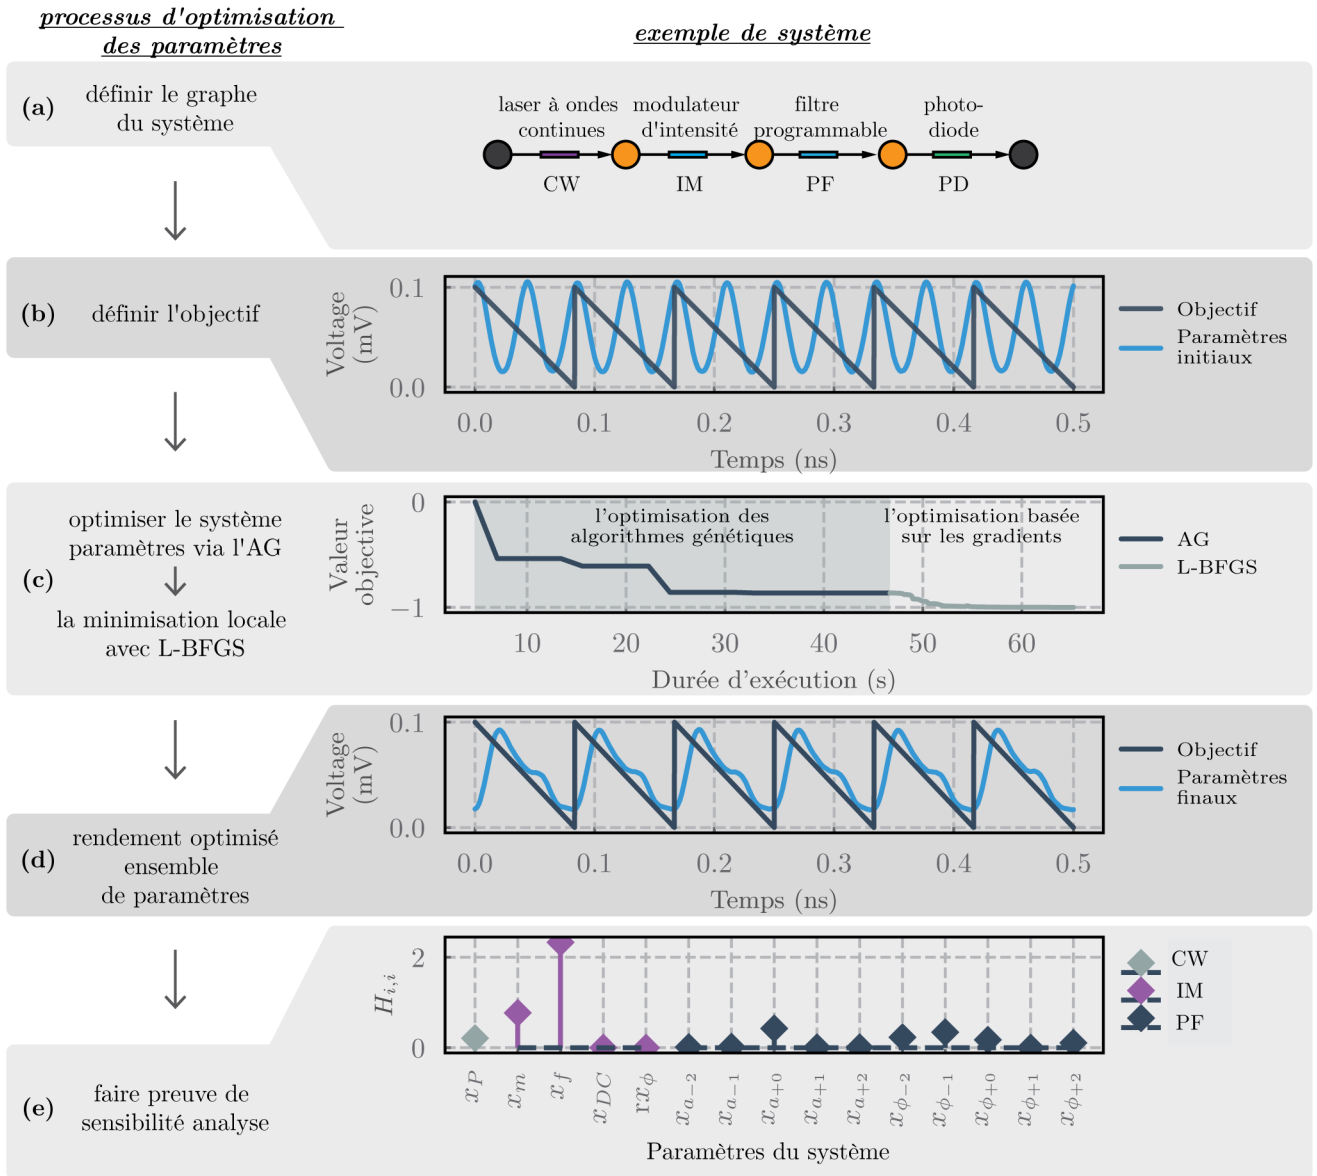 processus d'optimisation
des paramètres
exemple de système
(a)
définir le graphe
du système
laser à ondes
continues
modulateur
d'intensité
filtre
programmable
photo-
diode
CW
IM
PF
PD
(b)
définir l'objectif
Voltage
(mV)
0.1
0.0
0.0
0.1
0.2
0.3
0.4
0.5
Temps (ns)
Objectif
Paramètres
initiaux
(c)
optimiser le système
paramètres via l'AG
la minimisation locale
avec L-BFGS
Valeur
objective
0
−1
l'optimisation des
algorithmes génétiques
l'optimisation basée
sur les gradients
10
20
30
40
50
60
Durée d'exécution (s)
AG
L-BFGS
(d)
rendement optimisé
ensemble
de paramètres
Voltage
(mV)
0.1
0.0
0.0
0.1
0.2
0.3
0.4
0.5
Temps (ns)
Objectif
Paramètres
finaux
(e)
faire preuve de
sensibilité analyse
H_{i,i}
2
0
x_P
x_m
x_f
x_{DC}
rx_ϕ
x_{a−2}
x_{a−1}
x_{a+0}
x_{a+1}
x_{a+2}
x_{ϕ−2}
x_{ϕ−1}
x_{ϕ+0}
x_{ϕ+1}
x_{ϕ+2}
Paramètres du système
CW
IM
PF